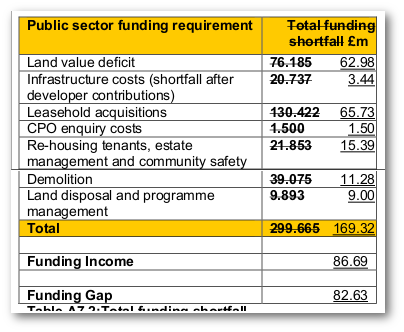 Public sector funding requirement Total funding
shortfall £m
Land value deficit 76.185 62.98
Infrastructure costs (shortfall after 20.737 3.44
developer contributions)
Leasehold acquisitions 130.422 65.73
CPO enquiry costs 1.500 1.50
Re-housing tenants, estate 21.853 15.39
management and community safety
Demolition 39.075 11.28
Land disposal and programme 9.893 9.00
management
Total 299.665 169.32
Funding Income 86.69
Funding Gap 82.63
Table A7.2: Total funding shortfall